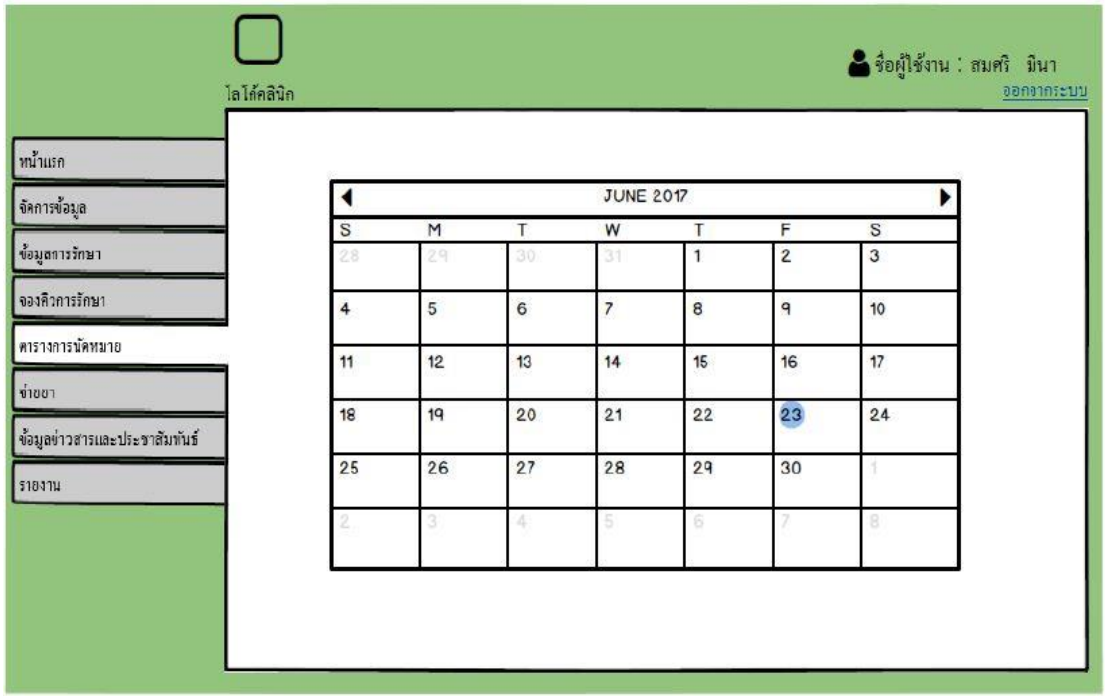 ชื่อผู้ใช้งาน : สมศรี มีนา
โลโก้คลินิก
ออกจากระบบ
หน้าแรก
จัดการข้อมูล
ข้อมูลการรักษา
จองคิวการรักษา
ตารางการนัดหมาย
จ่ายยา
ข้อมูลข่าวสารและประชาสัมพันธ์
รายงาน
JUNE 2017
S M T W T F S
28 29 30 31 1 2 3
4 5 6 7 8 9 10
11 12 13 14 15 16 17
18 19 20 21 22 23 24
25 26 27 28 29 30 1
2 3 4 5 6 7 8